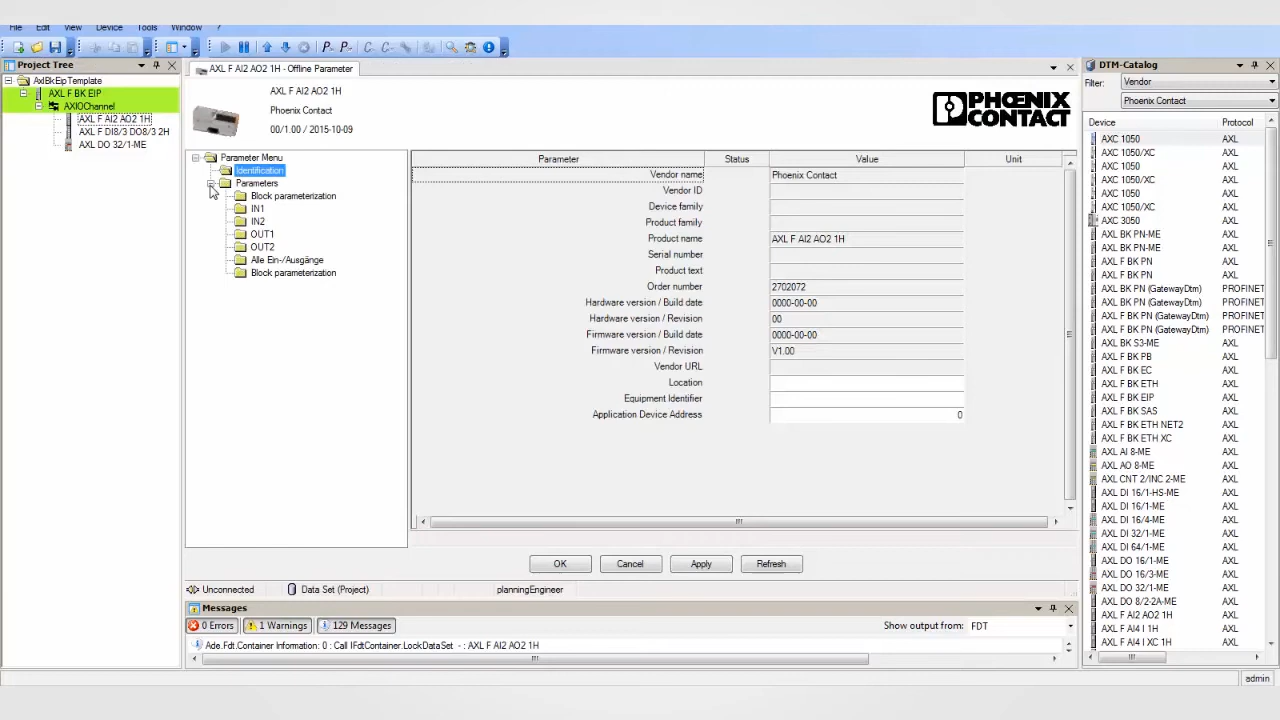 File Edit View Device Tools Window ?
Project Tree
AxlBkEipTemplate
AXL F BK EIP
AXIOChannel
AXL F AI2 AO2 1H
AXL F DI8/3 DO8/3 2H
AXL DO 32/1-ME
AXL F AI2 AO2 1H - Offline Parameter
AXL F AI2 AO2 1H
Phoenix Contact
00/1.00 / 2015-10-09
PHŒNIX
CONTACT
Parameter Menu
Identification
Parameters
Block parameterization
IN1
IN2
OUT1
OUT2
Alle Ein-/Ausgänge
Block parameterization
Parameter Status Value Unit
Vendor name Phoenix Contact
Vendor ID
Device family
Product family
Product name AXL F AI2 AO2 1H
Serial number
Product text
Order number 2702072
Hardware version / Build date 0000-00-00
Hardware version / Revision 00
Firmware version / Build date 0000-00-00
Firmware version / Revision V1.00
Vendor URL
Location
Equipment Identifier
Application Device Address 0
OK Cancel Apply Refresh
Unconnected Data Set (Project) planningEngineer
Messages
0 Errors 1 Warnings 129 Messages Show output from: FDT
Ade.Fdt.Container Information: 0 : Call IFdtContainer.LockDataSet - : AXL F AI2 AO2 1H
DTM-Catalog
Filter: Vendor
Phoenix Contact
Device Protocol
AXC 1050 AXL
AXC 1050/XC AXL
AXC 1050 AXL
AXC 1050/XC AXL
AXC 1050 AXL
AXC 1050/XC AXL
AXC 3050 AXL
AXL BK PN-ME AXL
AXL BK PN-ME AXL
AXL F BK PN AXL
AXL F BK PN AXL
AXL BK PN (GatewayDtm) PROFINET
AXL BK PN (GatewayDtm) PROFINET
AXL F BK PN (GatewayDtm) PROFINET
AXL F BK PN (GatewayDtm) PROFINET
AXL BK S3-ME AXL
AXL F BK PB AXL
AXL F BK EC AXL
AXL F BK ETH AXL
AXL F BK EIP AXL
AXL F BK SAS AXL
AXL F BK ETH NET2 AXL
AXL F BK ETH XC AXL
AXL AI 8-ME AXL
AXL AO 8-ME AXL
AXL CNT 2/INC 2-ME AXL
AXL DI 16/1-HS-ME AXL
AXL DI 16/1-ME AXL
AXL DI 16/4-ME AXL
AXL DI 32/1-ME AXL
AXL DI 64/1-ME AXL
AXL DO 16/1-ME AXL
AXL DO 16/3-ME AXL
AXL DO 32/1-ME AXL
AXL DO 8/2-2A-ME AXL
AXL F AI2 AO2 1H AXL
AXL F AI4 I 1H AXL
AXL F AI4 I XC 1H AXL
admin